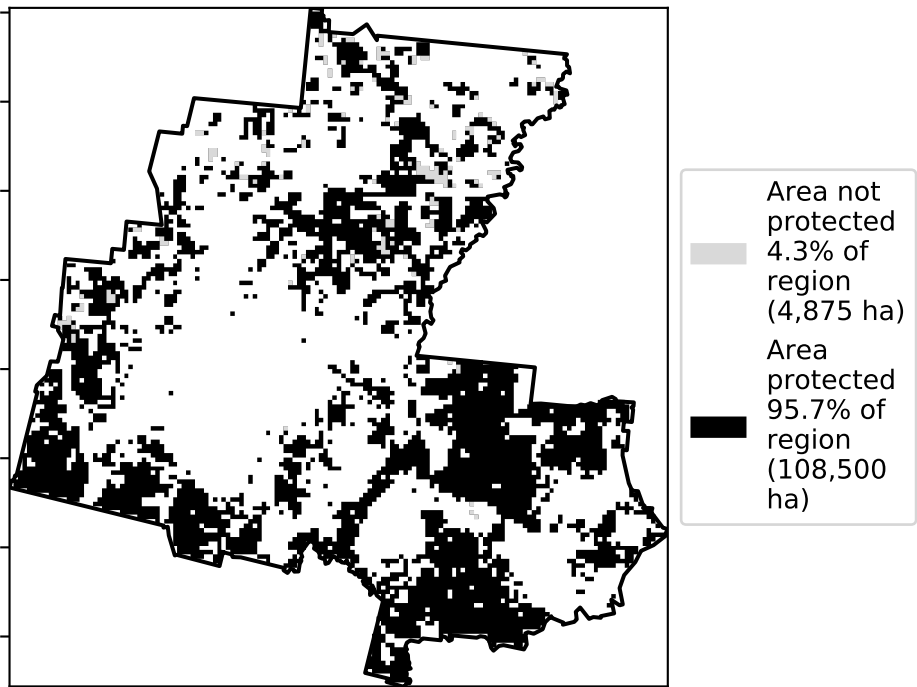 Area not
protected
4.3% of
region
(4,875 ha)
Area
protected
95.7% of
region
(108,500
ha)